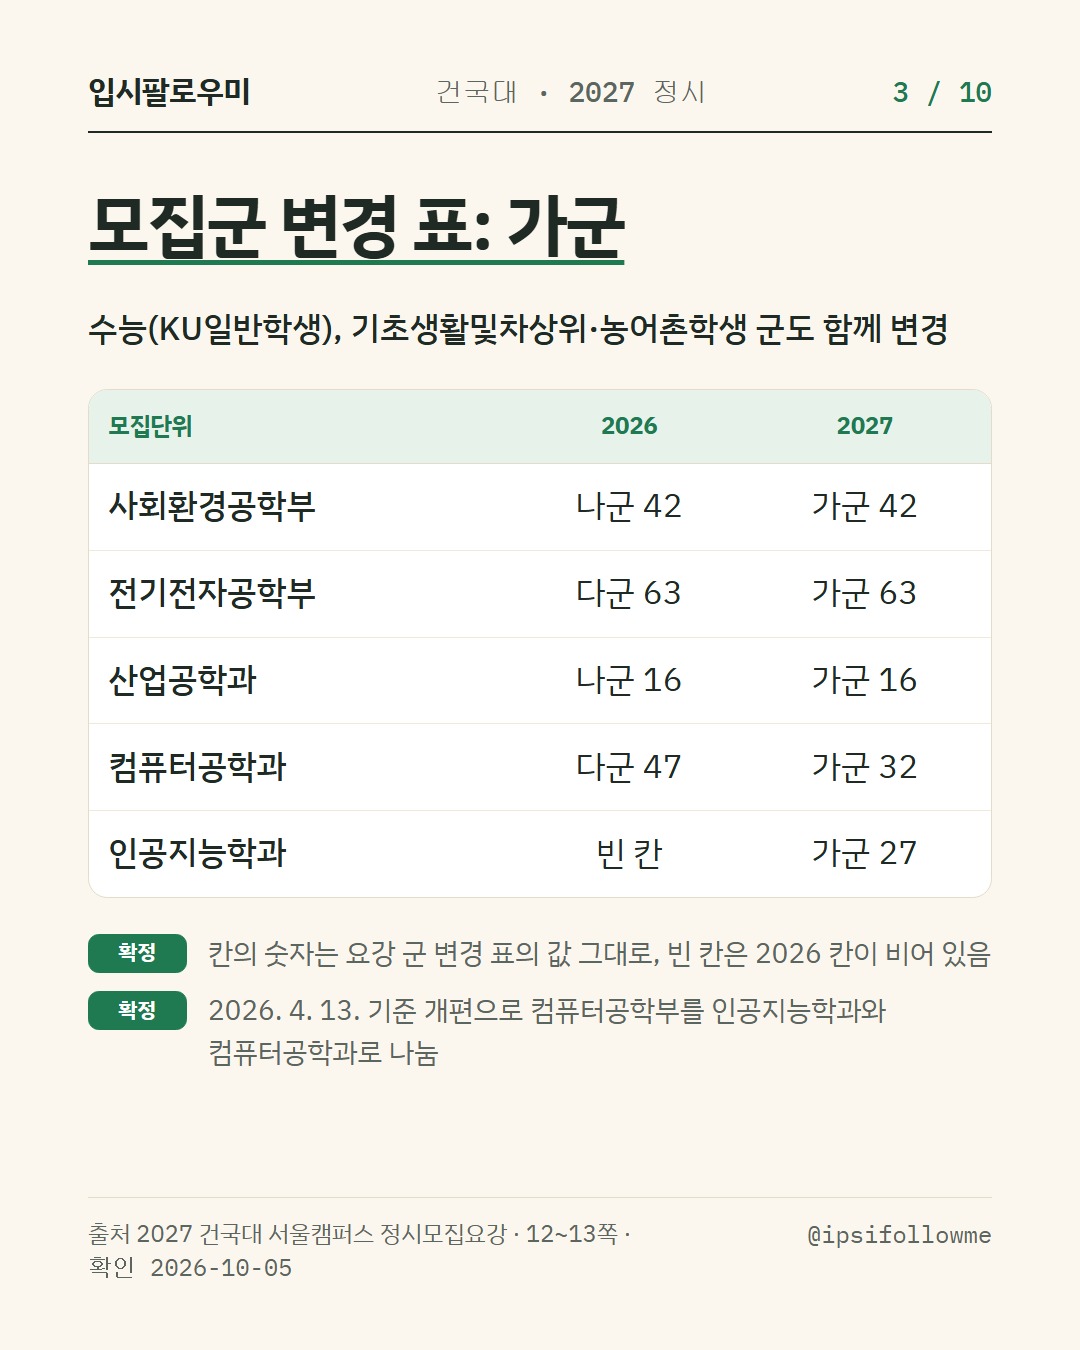 입시팔로우미
건국대 · 2027 정시
3 / 10
모집군 변경 표: 가군
수능(KU일반학생), 기초생활및차상위·농어촌학생 군도 함께 변경
모집단위 2026 2027
사회환경공학부 나군 42 가군 42
전기전자공학부 다군 63 가군 63
산업공학과 나군 16 가군 16
컴퓨터공학과 다군 47 가군 32
인공지능학과 빈 칸 가군 27
확정 칸의 숫자는 요강 군 변경 표의 값 그대로, 빈 칸은 2026 칸이 비어 있음
확정 2026. 4. 13. 기준 개편으로 컴퓨터공학부를 인공지능학과와
컴퓨터공학과로 나눔
출처 2027 건국대 서울캠퍼스 정시모집요강 · 12~13쪽 ·
확인 2026-10-05
@ipsifollowme